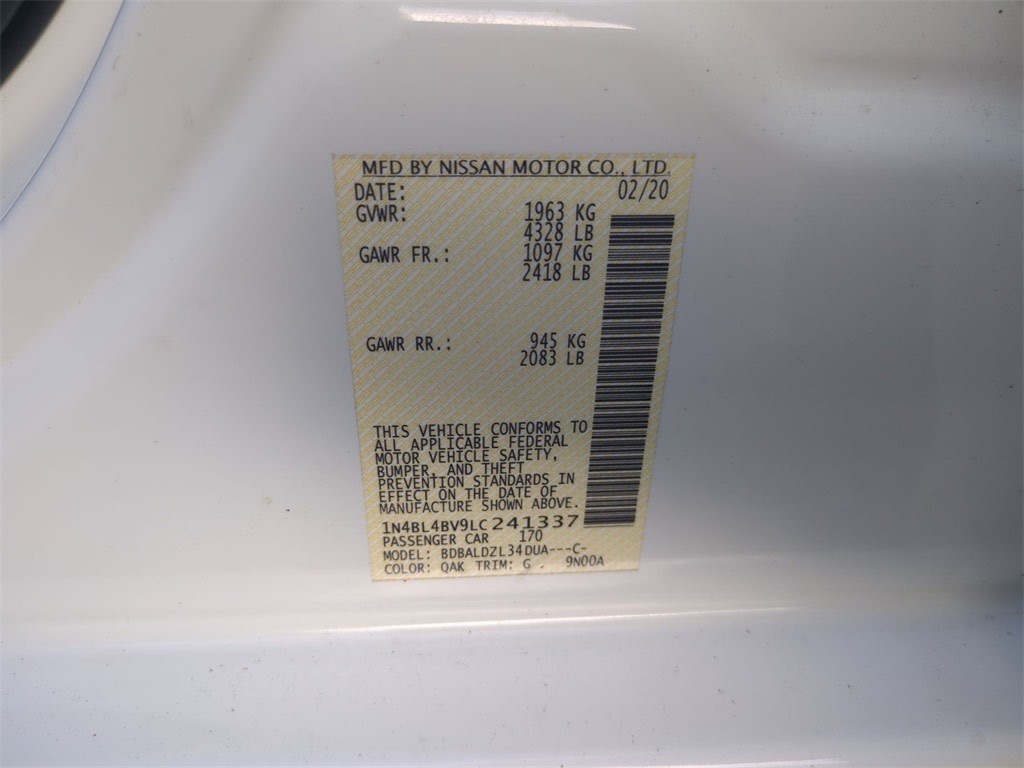 MFD BY NISSAN MOTOR CO., LTD.
DATE: 02/20
GVWR: 1963 KG
4328 LB
GAWR FR.: 1097 KG
2418 LB
GAWR RR.: 945 KG
2083 LB
THIS VEHICLE CONFORMS TO
ALL APPLICABLE FEDERAL
MOTOR VEHICLE SAFETY,
BUMPER, AND THEFT
PREVENTION STANDARDS IN
EFFECT ON THE DATE OF
MANUFACTURE SHOWN ABOVE.
1N4BL4BV9LC241337
PASSENGER CAR 170
MODEL: BDBALDZL34DUA---C-
COLOR: QAK TRIM: G . 9N00A